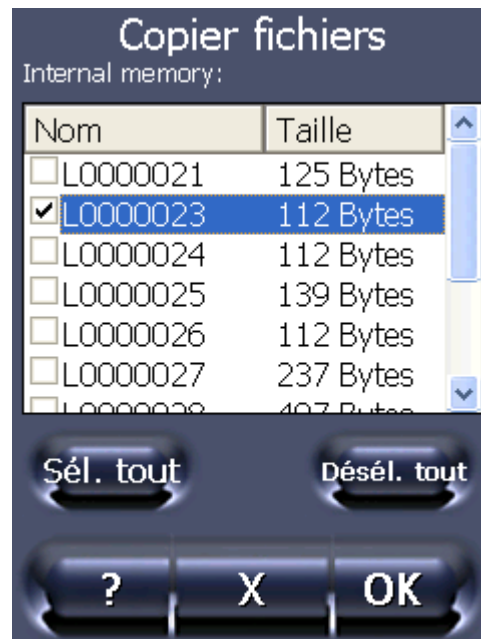 Copier fichiers
Internal memory:
Nom Taille
L0000021 125 Bytes
L0000023 112 Bytes
L0000024 112 Bytes
L0000025 139 Bytes
L0000026 112 Bytes
L0000027 237 Bytes
Sél. tout Désél. tout
? X OK